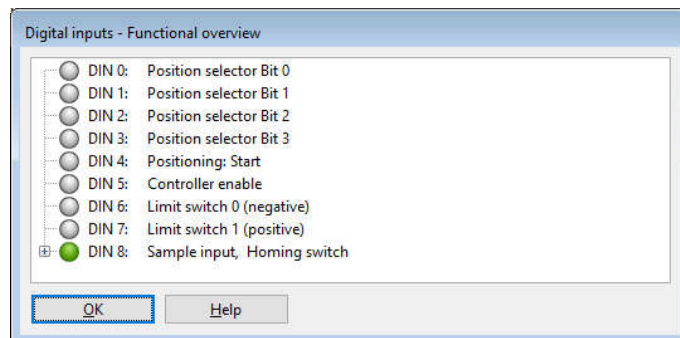 Digital inputs - Functional overview
DIN 0: Position selector Bit 0
DIN 1: Position selector Bit 1
DIN 2: Position selector Bit 2
DIN 3: Position selector Bit 3
DIN 4: Positioning: Start
DIN 5: Controller enable
DIN 6: Limit switch 0 (negative)
DIN 7: Limit switch 1 (positive)
DIN 8: Sample input, Homing switch
OK Help